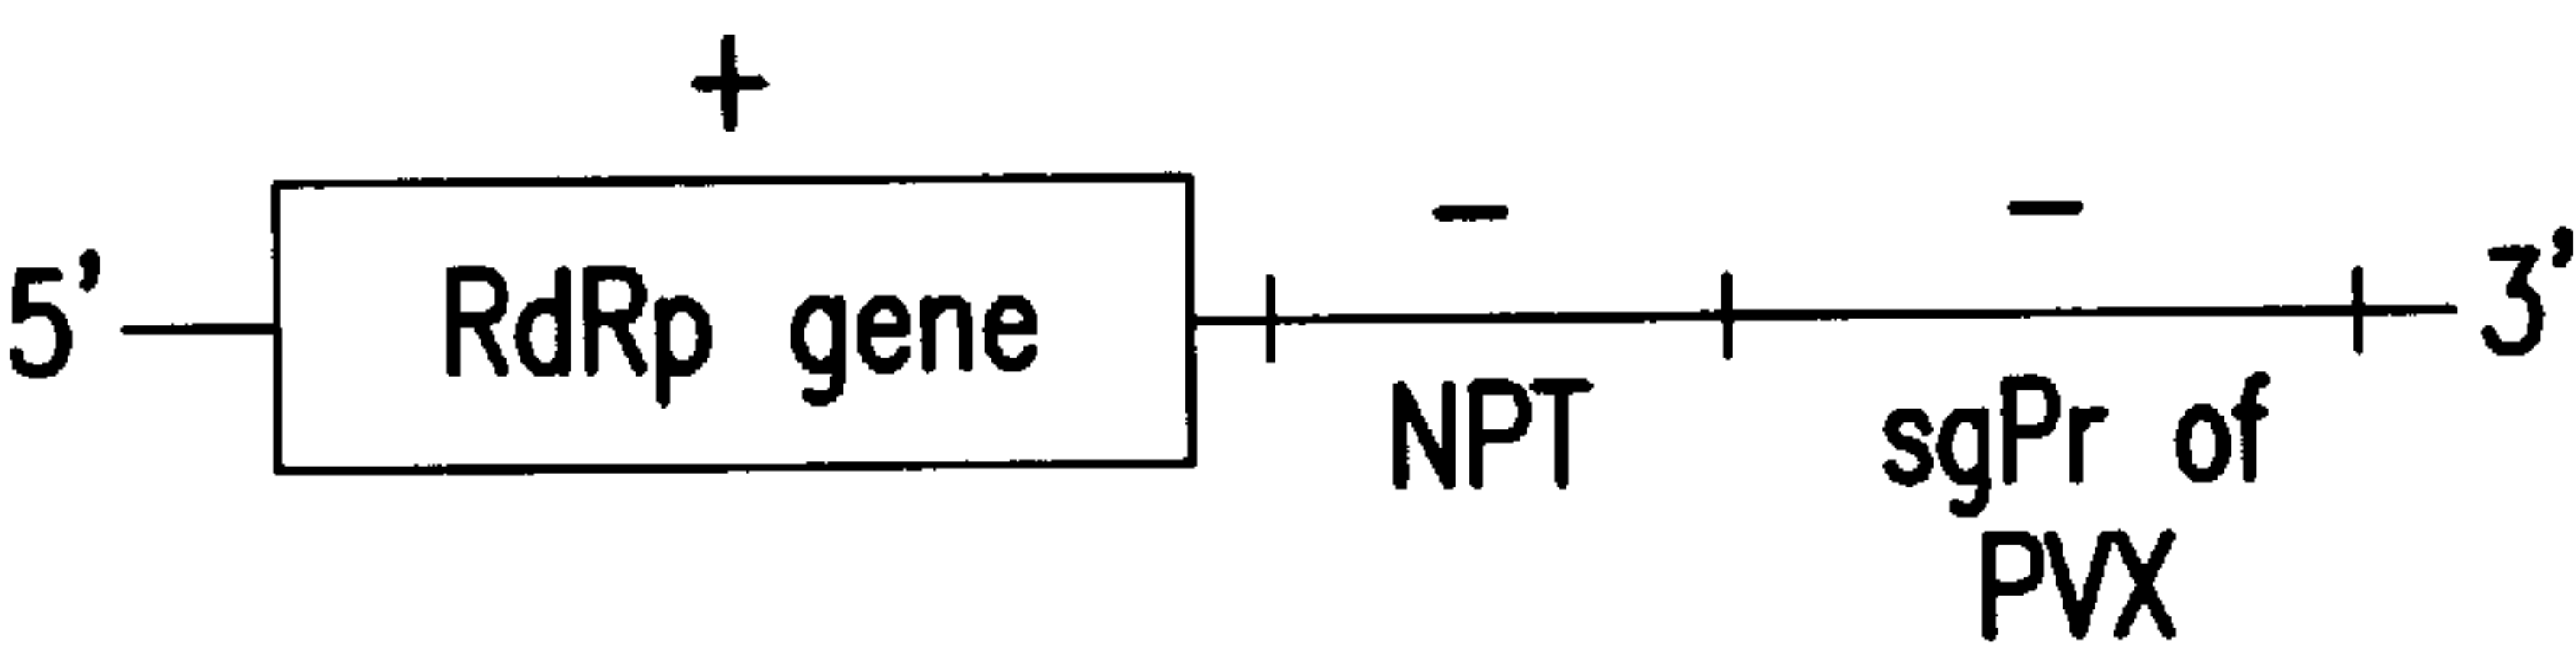 +
− −
5' RdRp gene 3'
NPT sgPr of
PVX